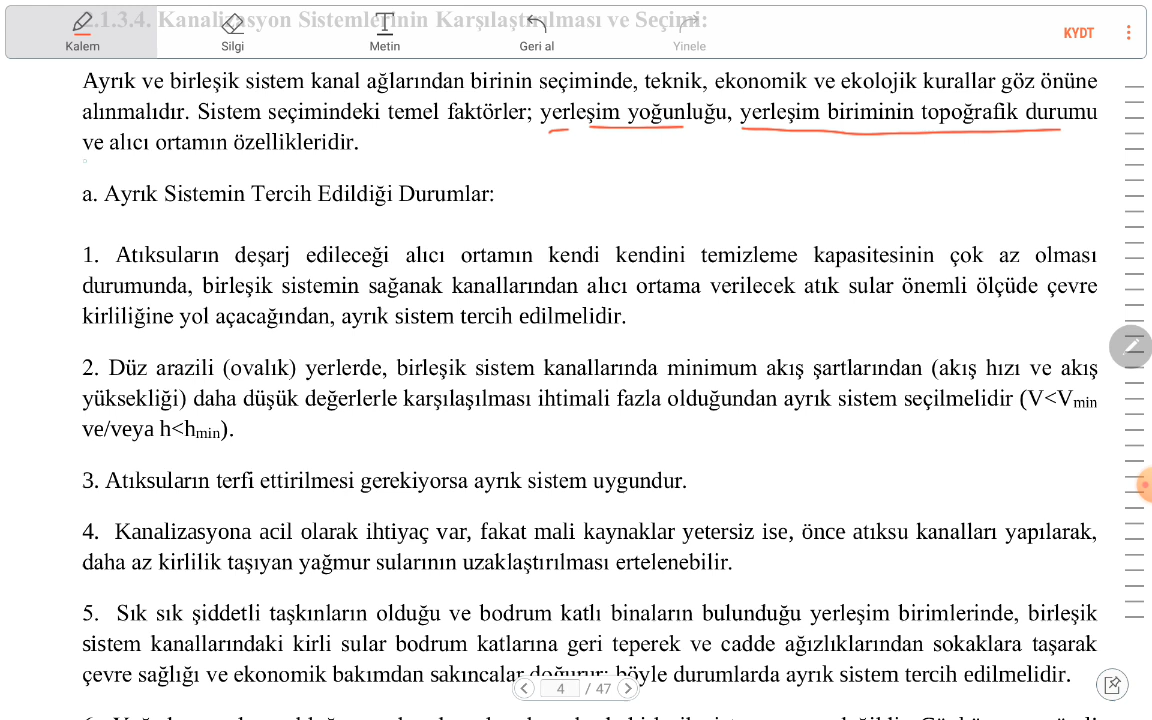 2.1.3.4. Kanalizasyon Sistemlerinin Karşılaştırılması ve Seçimi:
Kalem
Silgi
Metin
Geri al
Yinele
KYDT
Ayrık ve birleşik sistem kanal ağlarından birinin seçiminde, teknik, ekonomik ve ekolojik kurallar göz önüne
alınmalıdır. Sistem seçimindeki temel faktörler; yerleşim yoğunluğu, yerleşim biriminin topoğrafik durumu
ve alıcı ortamın özellikleridir.
a. Ayrık Sistemin Tercih Edildiği Durumlar:
1. Atıksuların deşarj edileceği alıcı ortamın kendi kendini temizleme kapasitesinin çok az olması
durumunda, birleşik sistemin sağanak kanallarından alıcı ortama verilecek atık sular önemli ölçüde çevre
kirliliğine yol açacağından, ayrık sistem tercih edilmelidir.
2. Düz arazili (ovalık) yerlerde, birleşik sistem kanallarında minimum akış şartlarından (akış hızı ve akış
yüksekliği) daha düşük değerlerle karşılaşılması ihtimali fazla olduğundan ayrık sistem seçilmelidir (V<Vmin
ve/veya h<hmin).
3. Atıksuların terfi ettirilmesi gerekiyorsa ayrık sistem uygundur.
4. Kanalizasyona acil olarak ihtiyaç var, fakat mali kaynaklar yetersiz ise, önce atıksu kanalları yapılarak,
daha az kirlilik taşıyan yağmur sularının uzaklaştırılması ertelenebilir.
5. Sık sık şiddetli taşkınların olduğu ve bodrum katlı binaların bulunduğu yerleşim birimlerinde, birleşik
sistem kanallarındaki kirli sular bodrum katlarına geri teperek ve cadde ağızlıklarından sokaklara taşarak
çevre sağlığı ve ekonomik bakımdan sakıncalar doğurur; böyle durumlarda ayrık sistem tercih edilmelidir.
4 / 47